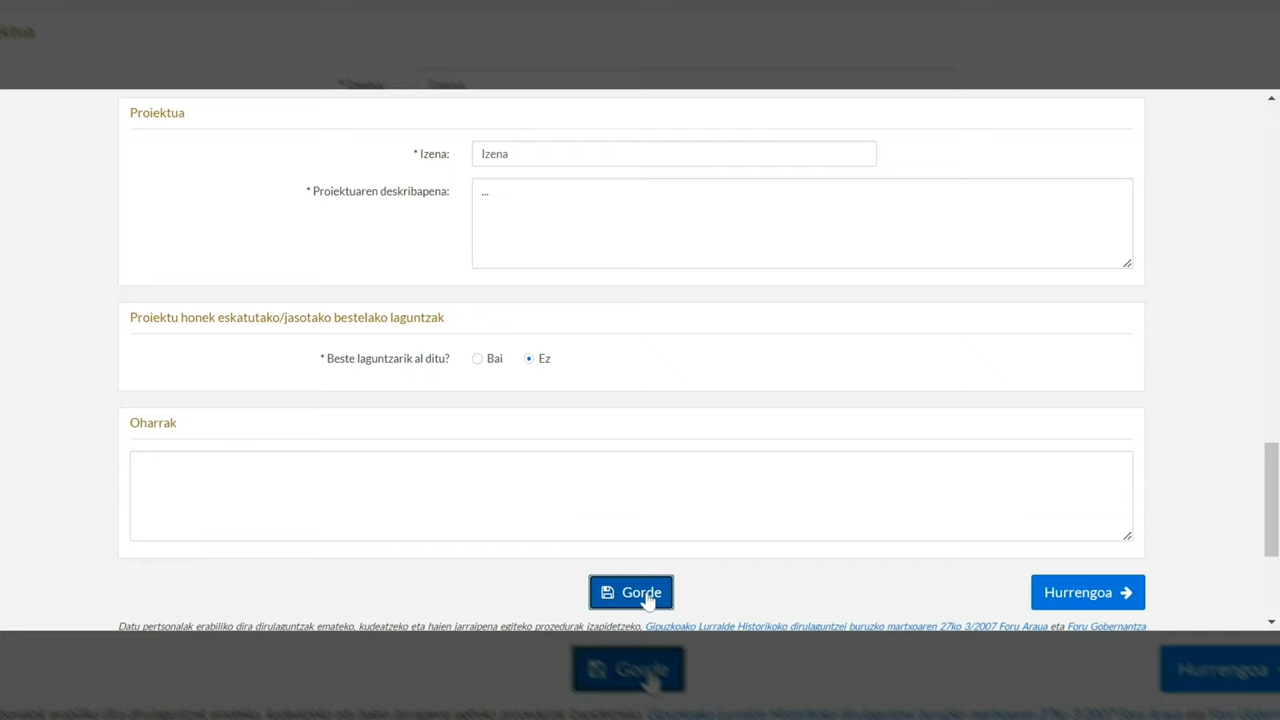 Proiektua
* Izena:
Izena
* Proiektuaren deskribapena:
...
Proiektu honek eskatutako/jasotako bestelako laguntzak
* Beste laguntzarik al ditu?
Bai
Ez
Oharrak
Gorde
Hurrengoa
Datu pertsonalak erabiliko dira dirulaguntzak emateko, kudeatzeko eta haien jarraipena egiteko prozedurak izapidetzeko, Gipuzkoako Lurralde Historikoko dirulaguntzei buruzko martxoaren 27ko 3/2007 Foru Araua eta Foru Gobernantza
Gorde
Hurrengoa